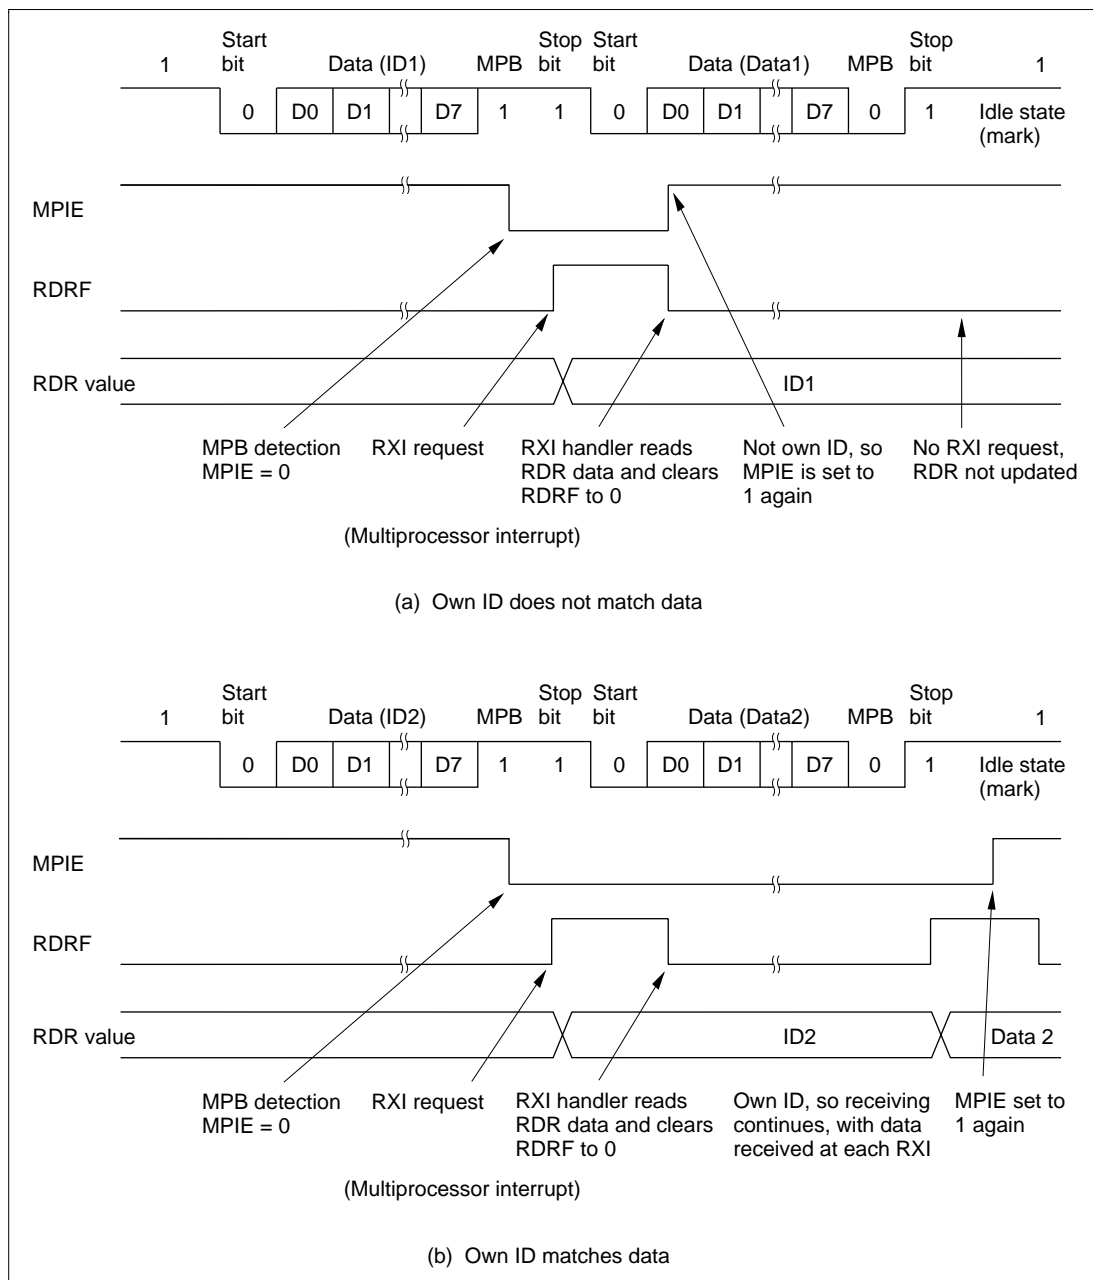 Start Stop Start Stop
1 bit Data (ID1) MPB bit bit Data (Data1) MPB bit 1
0 D0 D1 D7 1 1 0 D0 D1 D7 0 1 Idle state
(mark)
MPIE
RDRF
RDR value ID1
MPB detection
MPIE = 0
RXI request
RXI handler reads
RDR data and clears
RDRF to 0
Not own ID, so
MPIE is set to
1 again
No RXI request,
RDR not updated
(Multiprocessor interrupt)
(a) Own ID does not match data
Start Stop Start Stop
1 bit Data (ID2) MPB bit bit Data (Data2) MPB bit 1
0 D0 D1 D7 1 1 0 D0 D1 D7 0 1 Idle state
(mark)
MPIE
RDRF
RDR value ID2 Data 2
MPB detection
MPIE = 0
RXI request
RXI handler reads
RDR data and clears
RDRF to 0
Own ID, so receiving
continues, with data
received at each RXI
MPIE set to
1 again
(Multiprocessor interrupt)
(b) Own ID matches data